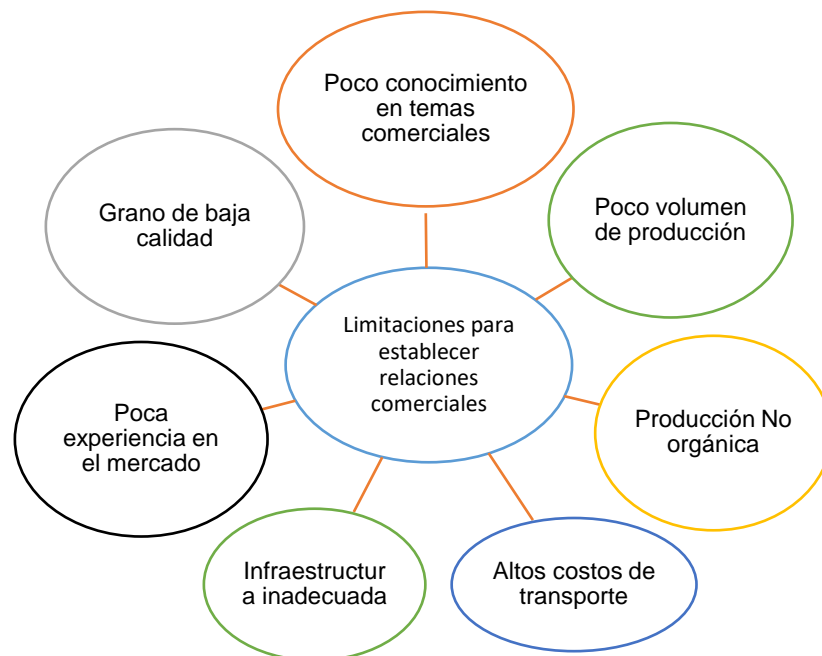 Poco conocimiento
en temas
comerciales
Poco volumen
de producción
Producción No
orgánica
Altos costos de
transporte
Infraestructur
a inadecuada
Poca
experiencia en
el mercado
Grano de baja
calidad
Limitaciones para
establecer
relaciones
comerciales